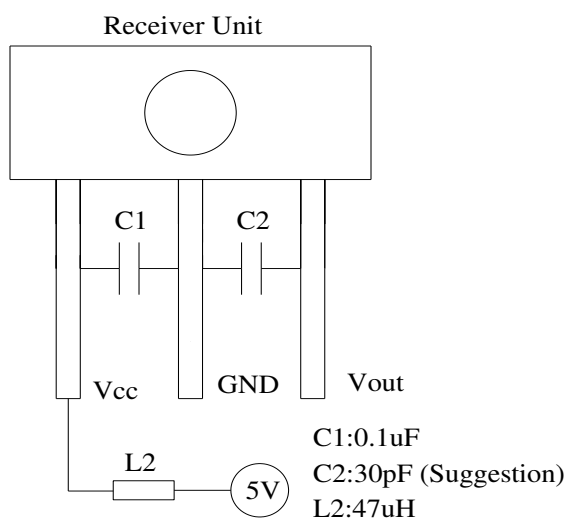 Receiver Unit
C1
C2
Vcc
GND
Vout
L2
5V
C1:0.1uF
C2:30pF (Suggestion)
L2:47uH